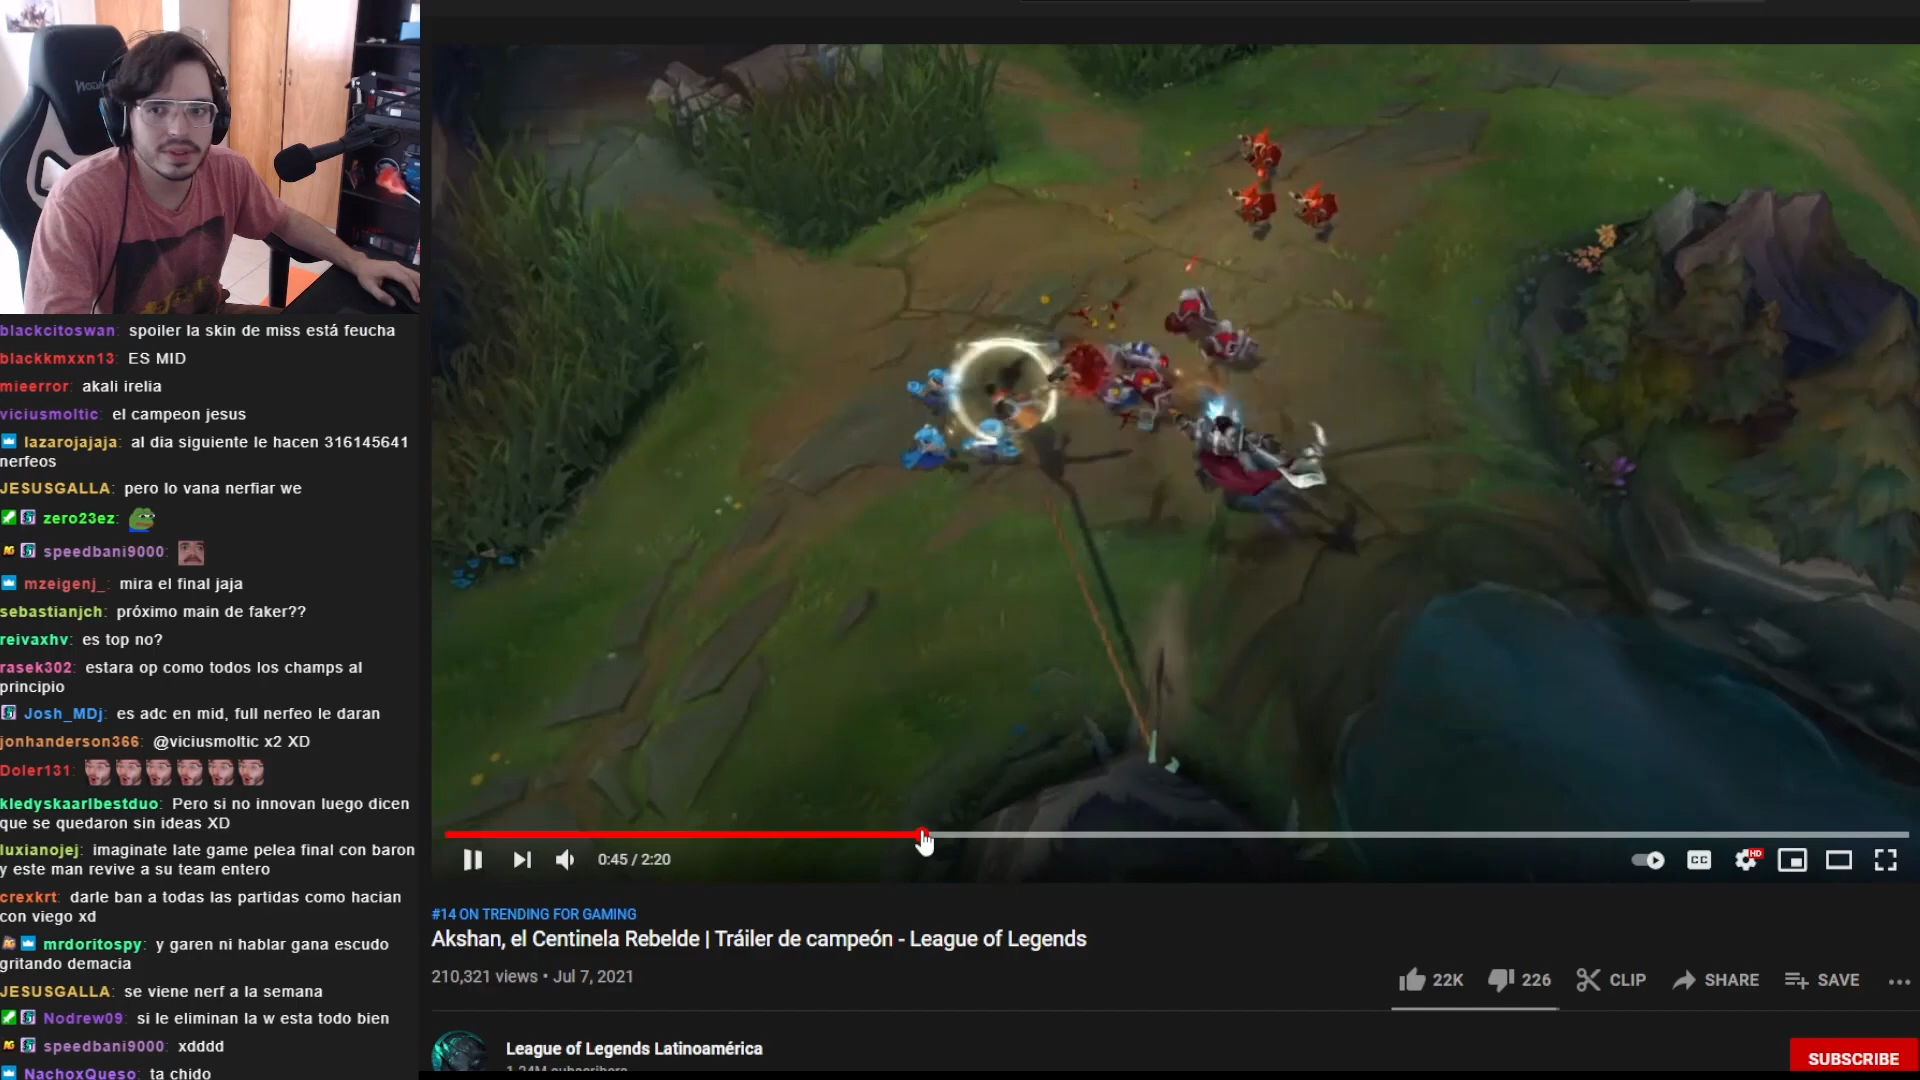 blackcitoswan: spoiler la skin de miss está feucha
blackkmxxn13: ES MID
mieerror: akali irelia
viciusmoltic: el campeon jesus
lazarojajaja: al dia siguiente le hacen 316145641
nerfeos
JESUSGALLA: pero lo vana nerfiar we
zero23ez:
speedbani9000:
mzeigenj_: mira el final jaja
sebastianjch: próximo main de faker??
reivaxhv: es top no?
rasek302: estara op como todos los champs al
principio
Josh_MDj: es adc en mid, full nerfeo le daran
jonhanderson366: @viciusmoltic x2 XD
Doler131:
kledyskaarlbestduo: Pero si no innovan luego dicen
que se quedaron sin ideas XD
luxianojej: imaginate late game pelea final con baron
y este man revive a su team entero
crexkrt: darle ban a todas las partidas como hacian
con viego xd
mrdoritospy: y garen ni hablar gana escudo
gritando demacia
JESUSGALLA: se viene nerf a la semana
Nodrew09: si le eliminan la w esta todo bien
speedbani9000: xdddd
NachoxQueso: ta chido
0:45 / 2:20
CC
HD
#14 ON TRENDING FOR GAMING
Akshan, el Centinela Rebelde | Tráiler de campeón - League of Legends
210,321 views • Jul 7, 2021
22K
226
CLIP
SHARE
SAVE
League of Legends Latinoamérica
1.24M subscribers
SUBSCRIBE